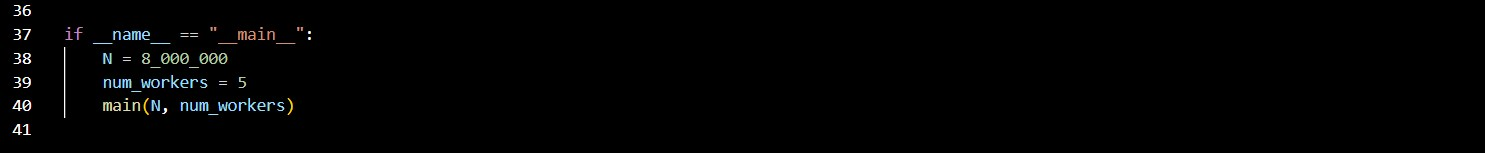 36
37 if __name__ == "__main__":
38     N = 8_000_000
39     num_workers = 5
40     main(N, num_workers)
41